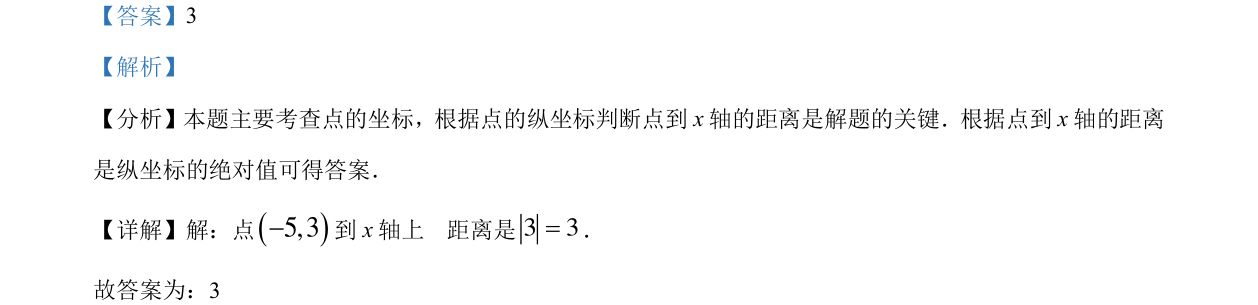 【答案】3
【解析】
【分析】本题主要考查点的坐标，根据点的纵坐标判断点到 x 轴的距离是解题的关键．根据点到 x 轴的距离
是纵坐标的绝对值可得答案．
【详解】解：点(−5,3)到 x 轴上 距离是|3| = 3．
故答案为：3